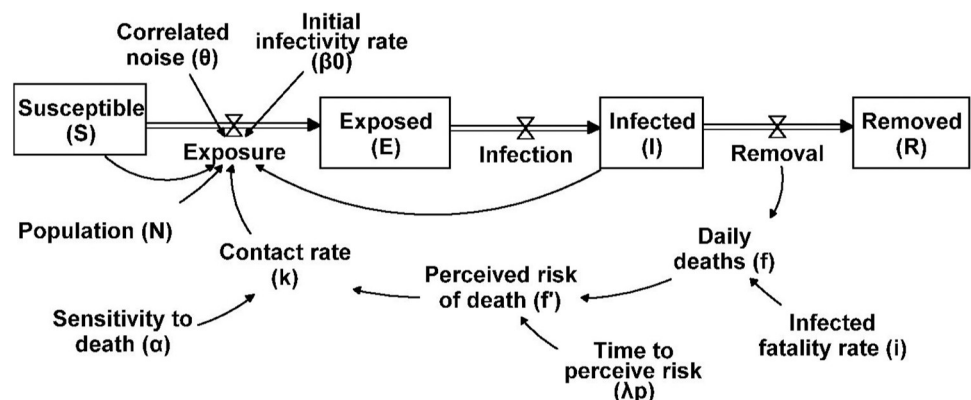 Correlated
noise (θ)
Initial
infectivity rate
(β0)
Susceptible
(S)
Exposure
Exposed
(E)
Infection
Infected
(I)
Removal
Removed
(R)
Population (N)
Contact rate
(k)
Sensitivity to
death (α)
Perceived risk
of death (f')
Time to
perceive risk
(λp)
Daily
deaths (f)
Infected
fatality rate (i)